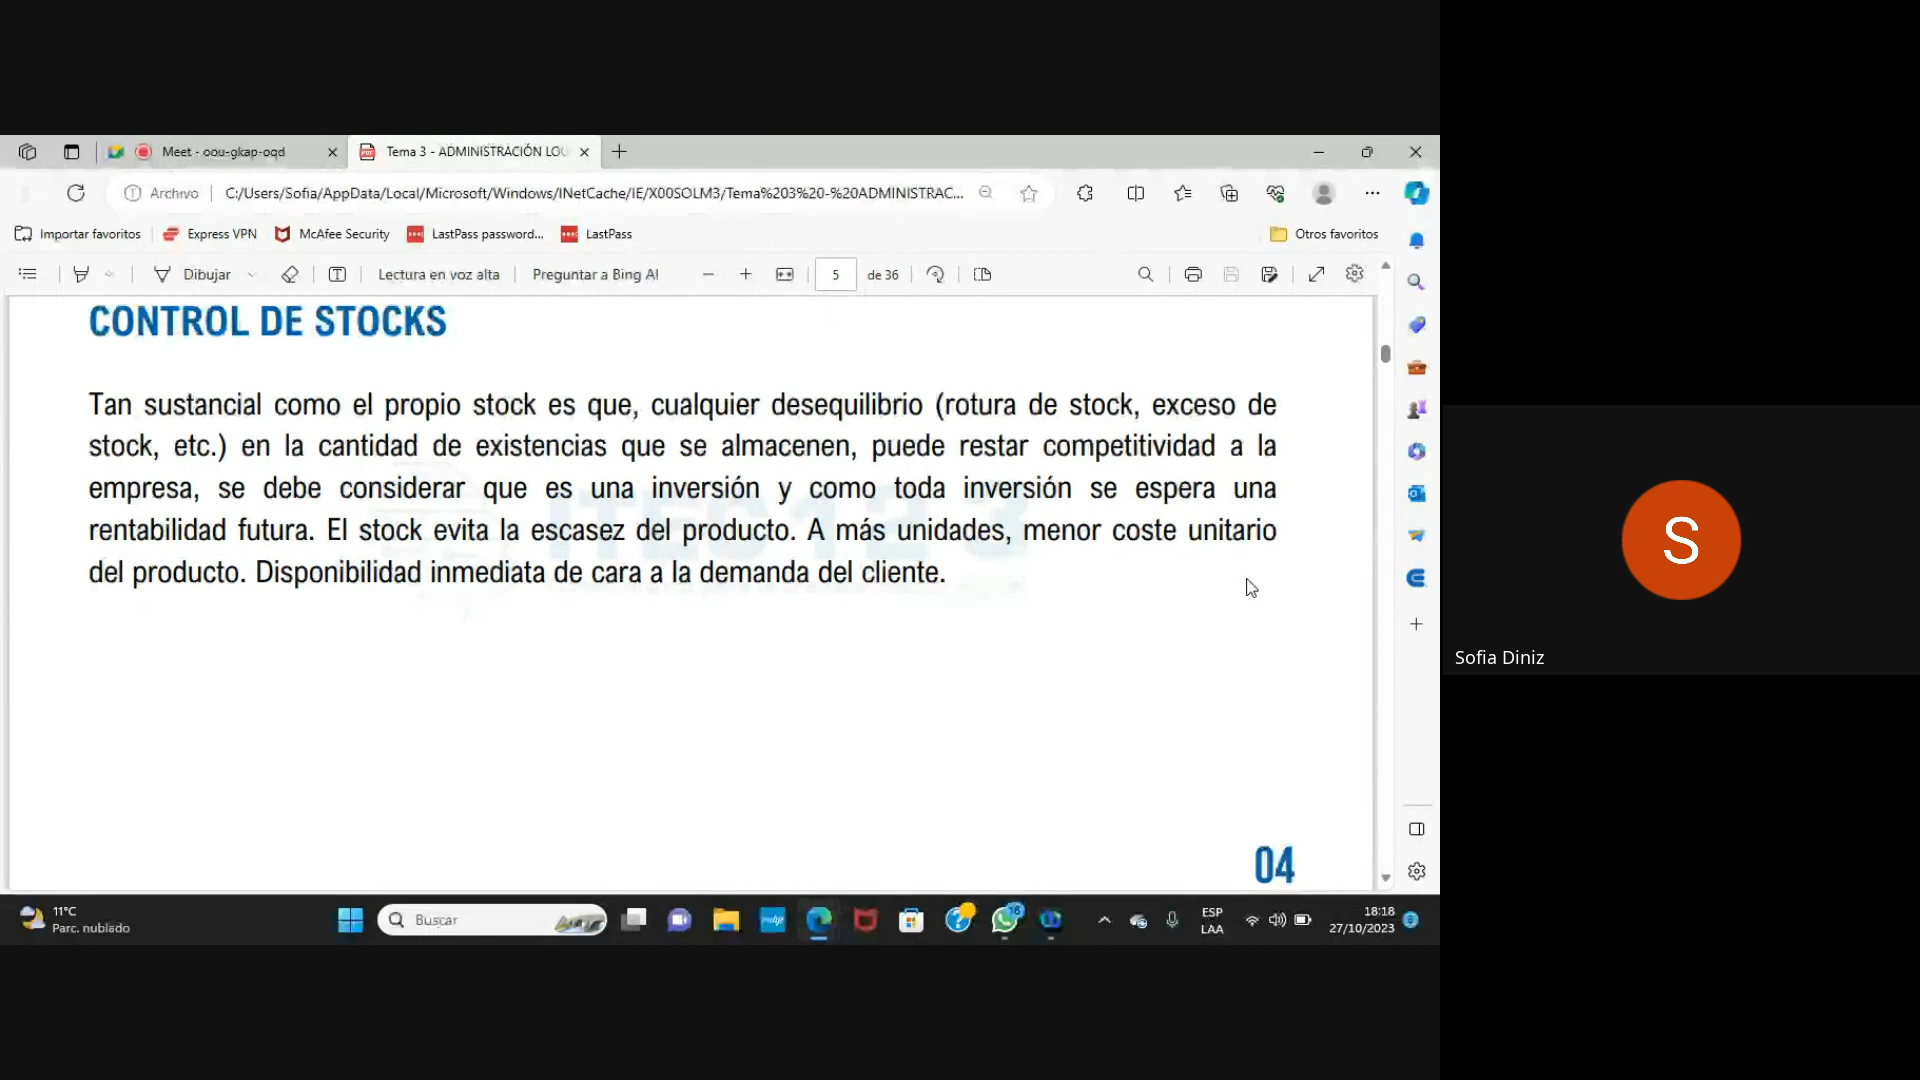 Meet - oou-gkap-oqd
Tema 3 - ADMINISTRACIÓN LOG
Archivo
C:/Users/Sofia/AppData/Local/Microsoft/Windows/INetCache/IE/X00SOLM3/Tema%203%20-%20ADMINISTRAC...
Importar favoritos
Express VPN
McAfee Security
LastPass password...
LastPass
Otros favoritos
Dibujar
Lectura en voz alta
Preguntar a Bing AI
5
de 36
CONTROL DE STOCKS
Tan sustancial como el propio stock es que, cualquier desequilibrio (rotura de stock, exceso de
stock, etc.) en la cantidad de existencias que se almacenen, puede restar competitividad a la
empresa, se debe considerar que es una inversión y como toda inversión se espera una
rentabilidad futura. El stock evita la escasez del producto. A más unidades, menor coste unitario
del producto. Disponibilidad inmediata de cara a la demanda del cliente.
ITEC 1 2 3
04
S
Sofia Diniz
11°C
Parc. nublado
Buscar
16
ESP
LAA
18:18
27/10/2023